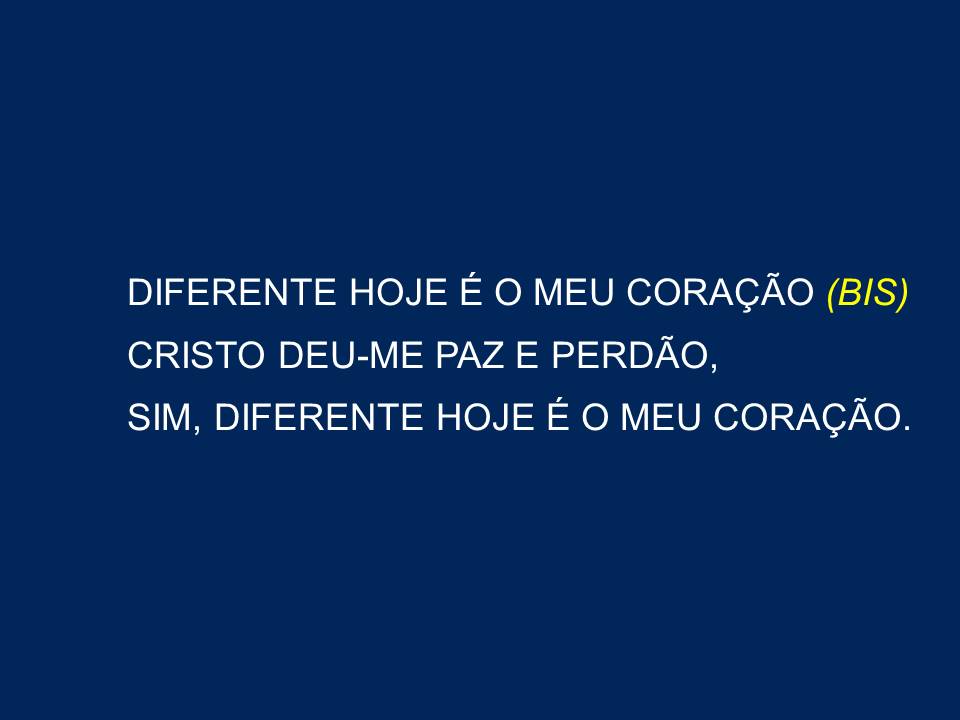 DIFERENTE HOJE É O MEU CORAÇÃO (BIS)
CRISTO DEU-ME PAZ E PERDÃO,
SIM, DIFERENTE HOJE É O MEU CORAÇÃO.